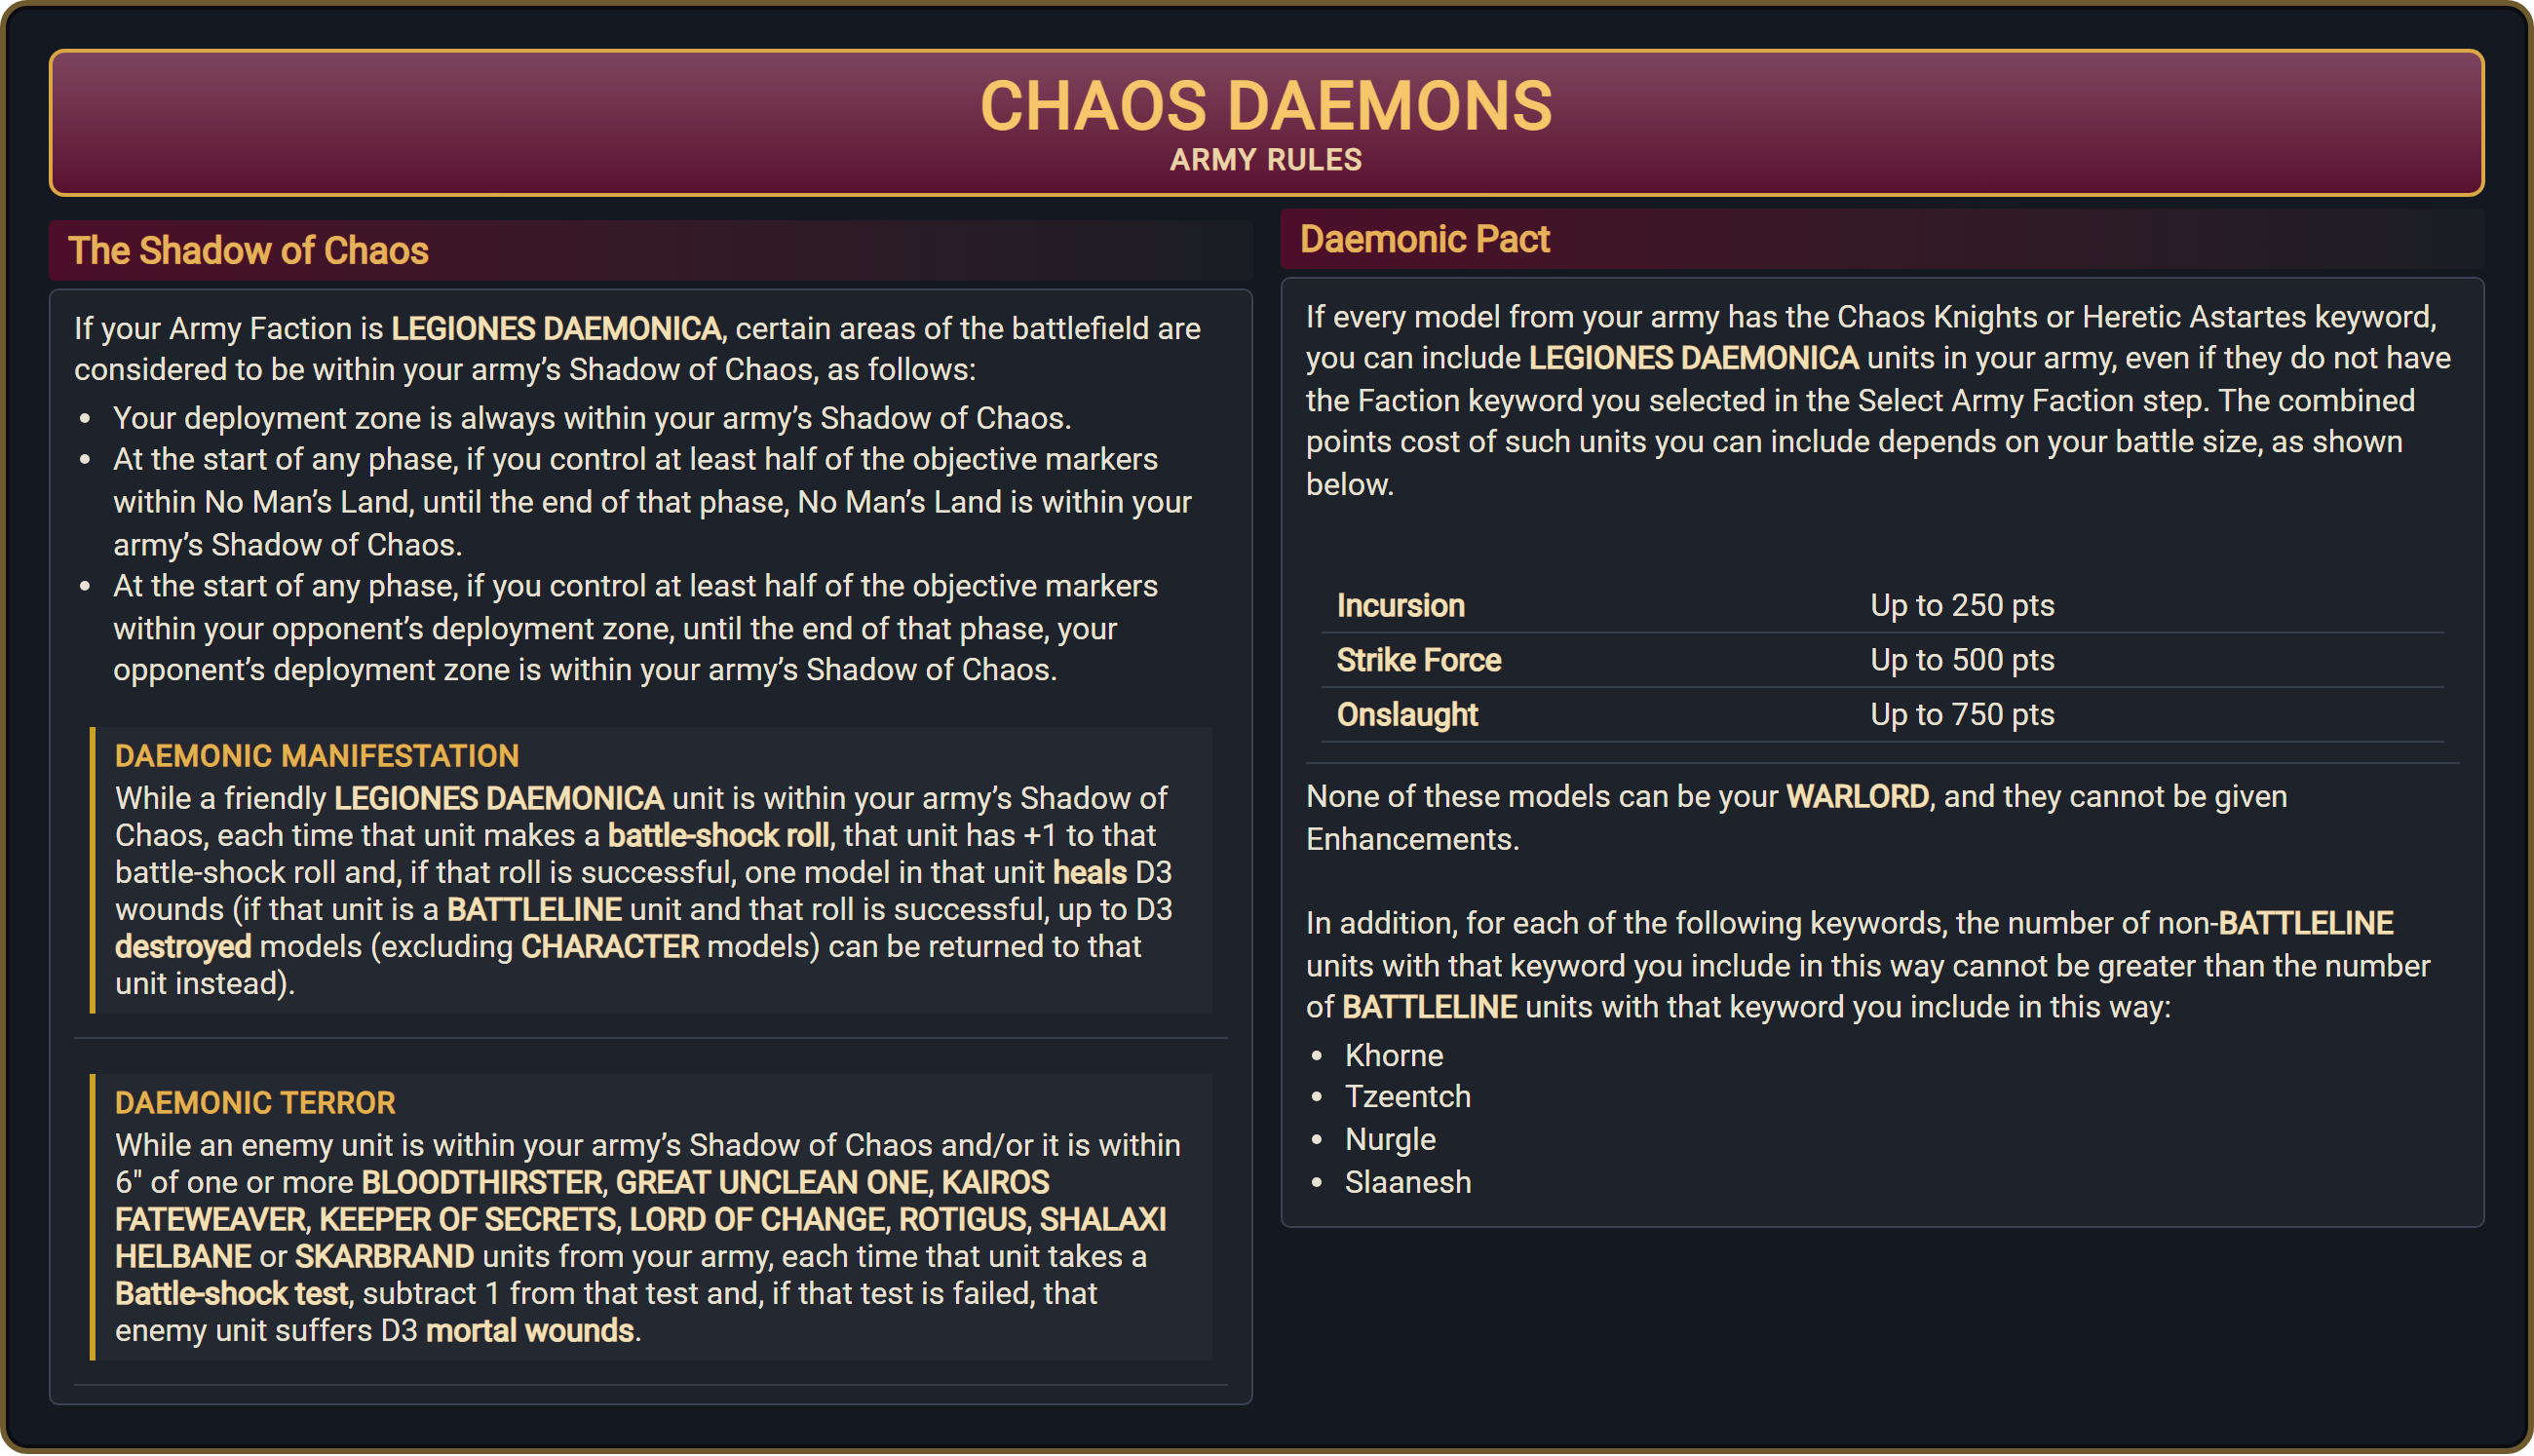 CHAOS DAEMONS
ARMY RULES
The Shadow of Chaos
If your Army Faction is LEGIONES DAEMONICA, certain areas of the battlefield are
considered to be within your army’s Shadow of Chaos, as follows:
• Your deployment zone is always within your army’s Shadow of Chaos.
• At the start of any phase, if you control at least half of the objective markers
within No Man’s Land, until the end of that phase, No Man’s Land is within your
army’s Shadow of Chaos.
• At the start of any phase, if you control at least half of the objective markers
within your opponent’s deployment zone, until the end of that phase, your
opponent’s deployment zone is within your army’s Shadow of Chaos.
DAEMONIC MANIFESTATION
While a friendly LEGIONES DAEMONICA unit is within your army’s Shadow of
Chaos, each time that unit makes a battle-shock roll, that unit has +1 to that
battle-shock roll and, if that roll is successful, one model in that unit heals D3
wounds (if that unit is a BATTLELINE unit and that roll is successful, up to D3
destroyed models (excluding CHARACTER models) can be returned to that
unit instead).
DAEMONIC TERROR
While an enemy unit is within your army’s Shadow of Chaos and/or it is within
6" of one or more BLOODTHIRSTER, GREAT UNCLEAN ONE, KAIROS
FATEWEAVER, KEEPER OF SECRETS, LORD OF CHANGE, ROTIGUS, SHALAXI
HELBANE or SKARBRAND units from your army, each time that unit takes a
Battle-shock test, subtract 1 from that test and, if that test is failed, that
enemy unit suffers D3 mortal wounds.
Daemonic Pact
If every model from your army has the Chaos Knights or Heretic Astartes keyword,
you can include LEGIONES DAEMONICA units in your army, even if they do not have
the Faction keyword you selected in the Select Army Faction step. The combined
points cost of such units you can include depends on your battle size, as shown
below.
Incursion Up to 250 pts
Strike Force Up to 500 pts
Onslaught Up to 750 pts
None of these models can be your WARLORD, and they cannot be given
Enhancements.
In addition, for each of the following keywords, the number of non-BATTLELINE
units with that keyword you include in this way cannot be greater than the number
of BATTLELINE units with that keyword you include in this way:
• Khorne
• Tzeentch
• Nurgle
• Slaanesh